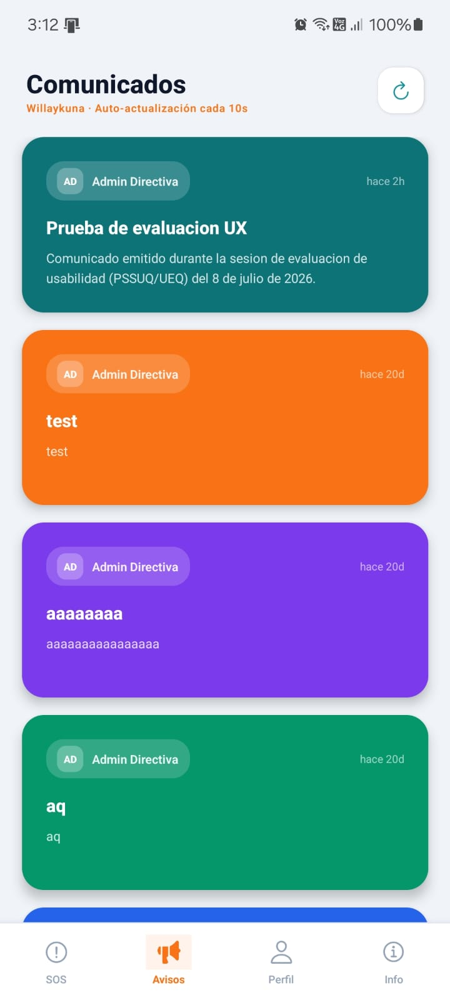 3:12
Voz 4G
100%
Comunicados
Willaykuna · Auto-actualización cada 10s
AD Admin Directiva hace 2h
Prueba de evaluacion UX
Comunicado emitido durante la sesion de evaluacion de
usabilidad (PSSUQ/UEQ) del 8 de julio de 2026.
AD Admin Directiva hace 20d
test
test
AD Admin Directiva hace 20d
aaaaaaaa
aaaaaaaaaaaaaaaa
AD Admin Directiva hace 20d
aq
aq
SOS Avisos Perfil Info